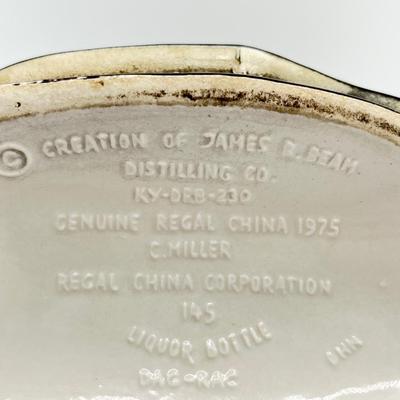 © CREATION OF JAMES B. BEAM
DISTILLING CO.
KY-DRB-230
GENUINE REGAL CHINA 1975
C.MILLER
REGAL CHINA CORPORATION
145
LIQUOR BOTTLE